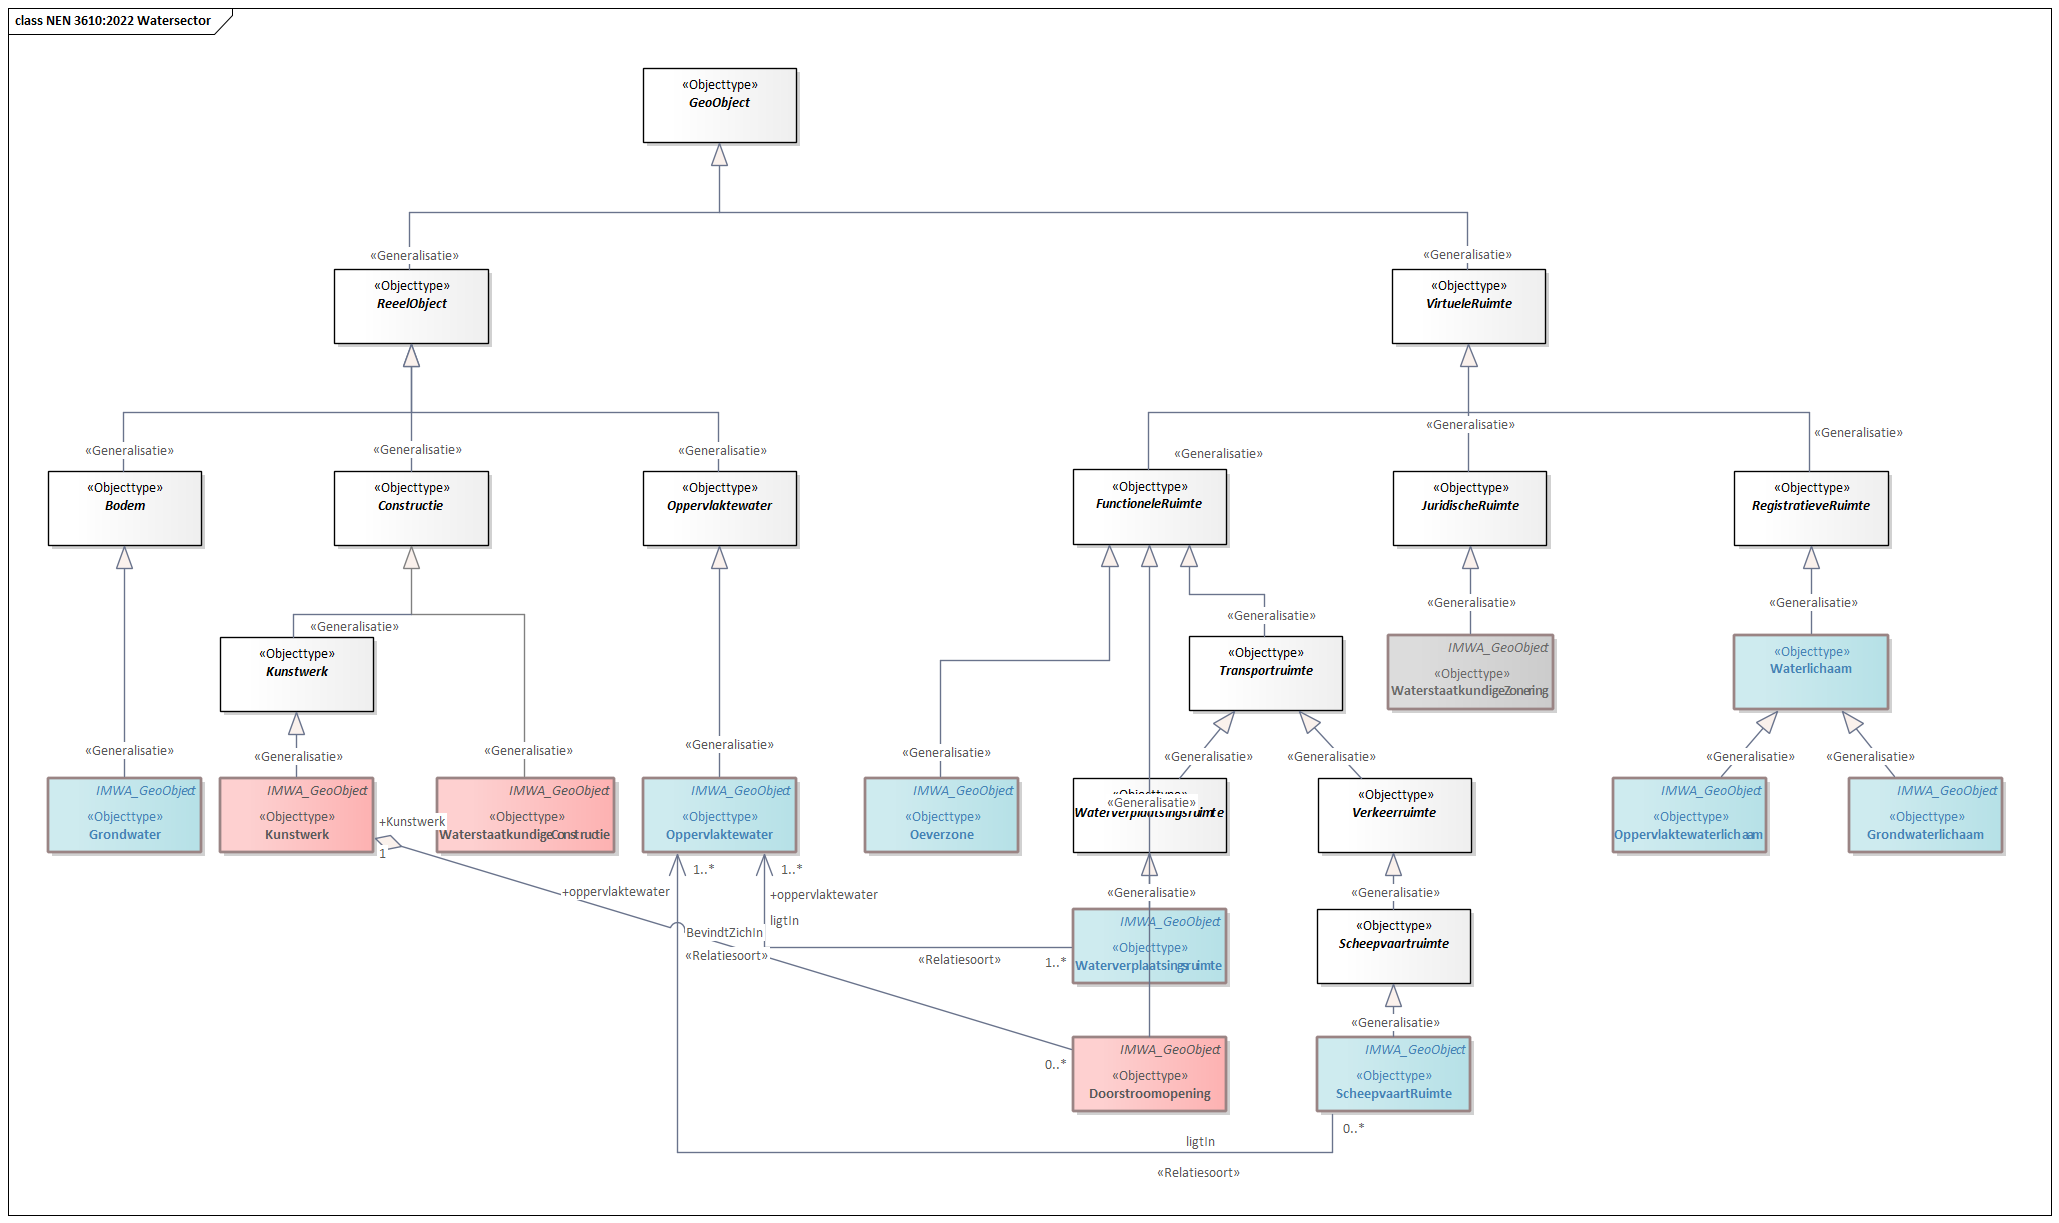 class NEN 3610:2022 Watersector
«Objecttype»
GeoObject
«Generalisatie»
«Generalisatie»
«Objecttype»
ReeelObject
«Objecttype»
VirtueleRuimte
«Generalisatie»
«Generalisatie»
«Generalisatie»
«Generalisatie»
«Generalisatie»
«Generalisatie»
«Objecttype»
Bodem
«Objecttype»
Constructie
«Objecttype»
Oppervlaktewater
«Objecttype»
FunctioneleRuimte
«Objecttype»
JuridischeRuimte
«Objecttype»
RegistratieveRuimte
«Generalisatie»
«Generalisatie»
«Generalisatie»
«Generalisatie»
«Objecttype»
Kunstwerk
«Objecttype»
Transportruimte
IMWA_GeoObject
«Objecttype»
WaterstaatkundigeZonering
«Objecttype»
Waterlichaam
«Generalisatie»
«Generalisatie»
«Generalisatie»
«Generalisatie»
«Generalisatie»
«Generalisatie»
«Generalisatie»
«Generalisatie»
«Generalisatie»
IMWA_GeoObject
«Objecttype»
Grondwater
IMWA_GeoObject
«Objecttype»
Kunstwerk
IMWA_GeoObject
«Objecttype»
WaterstaatkundigeConstructie
IMWA_GeoObject
«Objecttype»
Oppervlaktewater
IMWA_GeoObject
«Objecttype»
Oeverzone
«Objecttype»
«Generalisatie»
Waterverplaatsingsruimte
«Objecttype»
Verkeerruimte
IMWA_GeoObject
«Objecttype»
Oppervlaktewaterlichaam
IMWA_GeoObject
«Objecttype»
Grondwaterlichaam
+Kunstwerk
1
1..*
1..*
+oppervlaktewater
+oppervlaktewater
ligtIn
BevindtZichIn
«Relatiesoort»
«Relatiesoort»
1..*
«Generalisatie»
IMWA_GeoObject
«Objecttype»
Waterverplaatsingsruimte
«Generalisatie»
«Objecttype»
Scheepvaartruimte
«Generalisatie»
0..*
IMWA_GeoObject
«Objecttype»
Doorstroomopening
IMWA_GeoObject
«Objecttype»
ScheepvaartRuimte
0..*
ligtIn
«Relatiesoort»